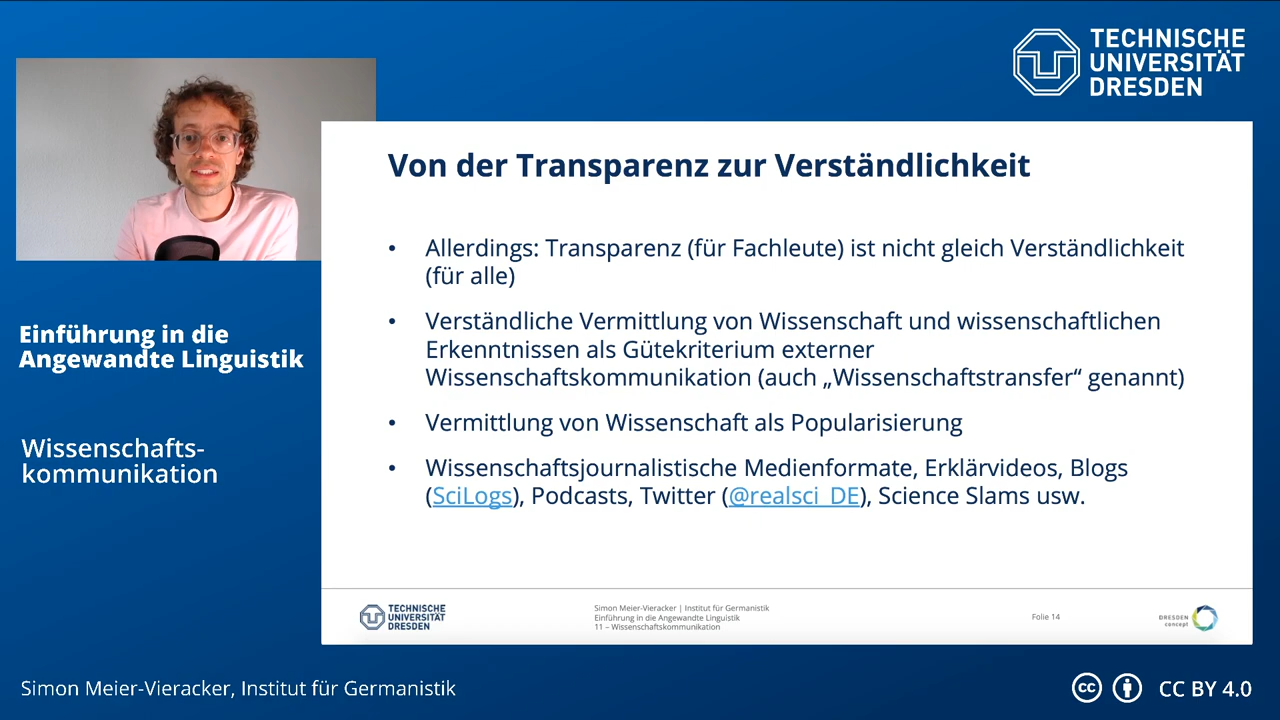 TECHNISCHE
UNIVERSITÄT
DRESDEN
Von der Transparenz zur Verständlichkeit
• Allerdings: Transparenz (für Fachleute) ist nicht gleich Verständlichkeit
(für alle)
• Verständliche Vermittlung von Wissenschaft und wissenschaftlichen
Erkenntnissen als Gütekriterium externer
Wissenschaftskommunikation (auch „Wissenschaftstransfer“ genannt)
• Vermittlung von Wissenschaft als Popularisierung
• Wissenschaftsjournalistische Medienformate, Erklärvideos, Blogs
(SciLogs), Podcasts, Twitter (@realsci_DE), Science Slams usw.
Einführung in die
Angewandte Linguistik
Wissenschafts-
kommunikation
TECHNISCHE
UNIVERSITÄT
DRESDEN
Simon Meier-Vieracker | Institut für Germanistik
Einführung in die Angewandte Linguistik
11 – Wissenschaftskommunikation
Folie 14
DRESDEN
concept
Simon Meier-Vieracker, Institut für Germanistik
cc
CC BY 4.0